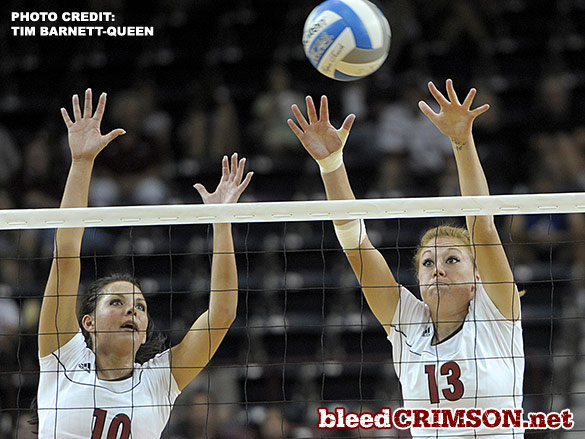 PHOTO CREDIT:
TIM BARNETT-QUEEN
10
13
bleedCRIMSON.net